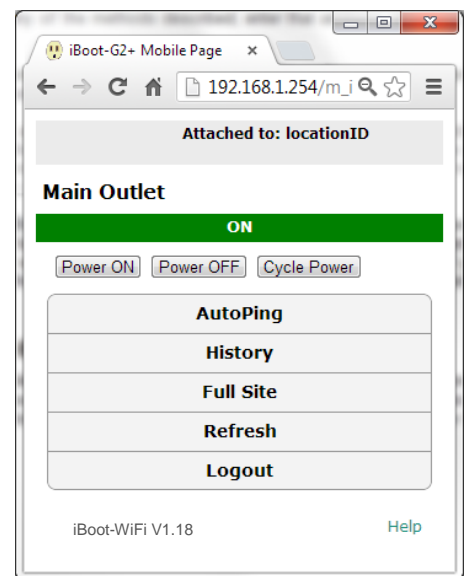 iBoot-G2+ Mobile Page
192.168.1.254/m_i
Attached to: locationID
Main Outlet
ON
Power ON Power OFF Cycle Power
AutoPing
History
Full Site
Refresh
Logout
iBoot-WiFi V1.18 Help